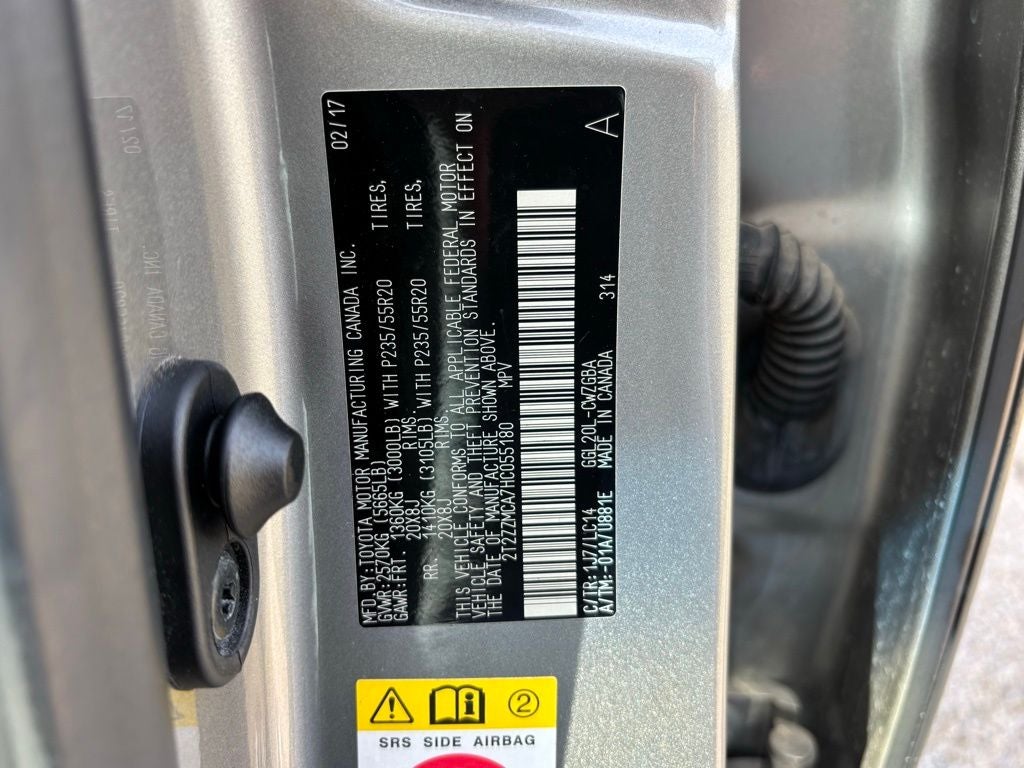 MFD.BY:TOYOTA MOTOR MANUFACTURING CANADA INC. 02/17
GVWR:2570KG (5665LB)
GAWR:FRT. 1360KG (3000LB) WITH P235/55R20 TIRES,
20X8J RIMS.
RR. 1410KG (3105LB) WITH P235/55R20 TIRES,
20X8J RIMS.
THIS VEHICLE CONFORMS TO ALL APPLICABLE FEDERAL MOTOR
VEHICLE SAFETY AND THEFT PREVENTION STANDARDS IN EFFECT ON
THE DATE OF MANUFACTURE SHOWN ABOVE.
2T2ZZMCA7HC055180 MPV
C/TR:1J7/LC14 GGL20L-CWZGBA 314
A/TM:-01A/U881E MADE IN CANADA
A
2
SRS SIDE AIRBAG